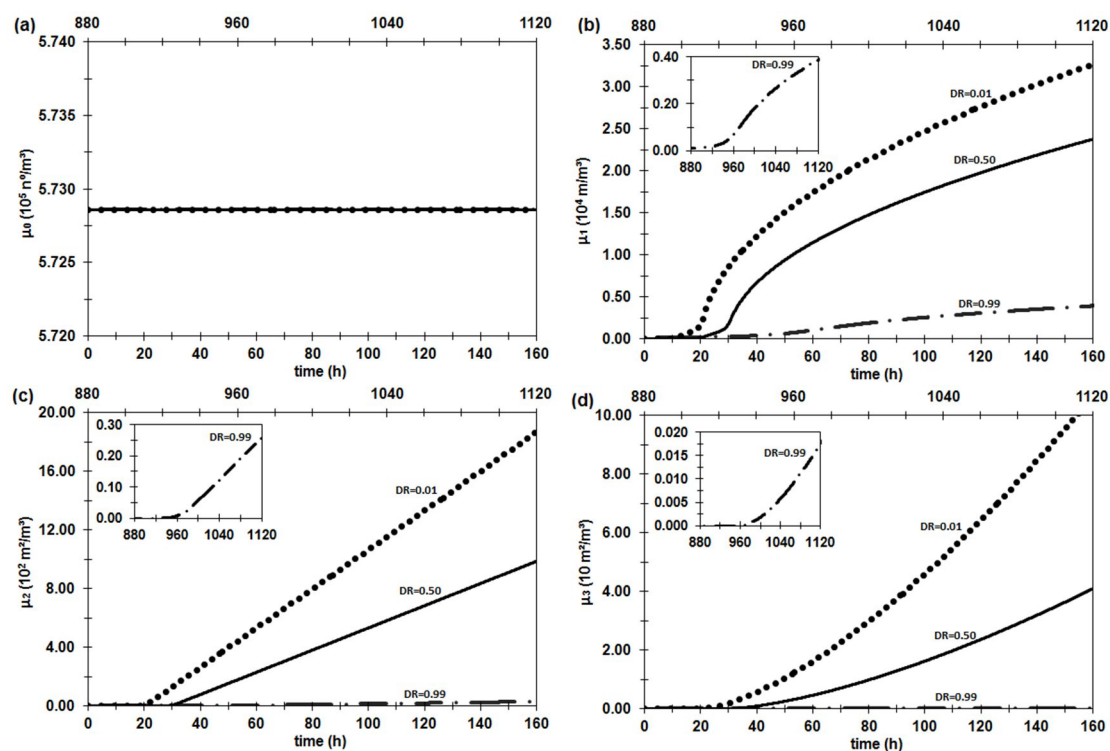 (a)
880 960 1040 1120
5.740
5.735
5.730
5.725
5.720
μ₀ (10⁵ nº/m³)
0 20 40 60 80 100 120 140 160
time (h)
(b)
880 960 1040 1120
3.50
3.00
2.50
2.00
1.50
1.00
0.50
0.00
μ₁ (10⁴ m/m³)
0.40
0.20
0.00
880 960 1040 1120
DR=0.99
DR=0.01
DR=0.50
DR=0.99
0 20 40 60 80 100 120 140 160
time (h)
(c)
880 960 1040 1120
20.00
16.00
12.00
8.00
4.00
0.00
μ₂ (10² m²/m³)
0.30
0.20
0.10
0.00
880 960 1040 1120
DR=0.99
DR=0.01
DR=0.50
DR=0.99
0 20 40 60 80 100 120 140 160
time (h)
(d)
880 960 1040 1120
10.00
8.00
6.00
4.00
2.00
0.00
μ₃ (10 m²/m³)
0.020
0.015
0.010
0.005
0.000
880 960 1040 1120
DR=0.99
DR=0.01
DR=0.50
DR=0.99
0 20 40 60 80 100 120 140 160
time (h)